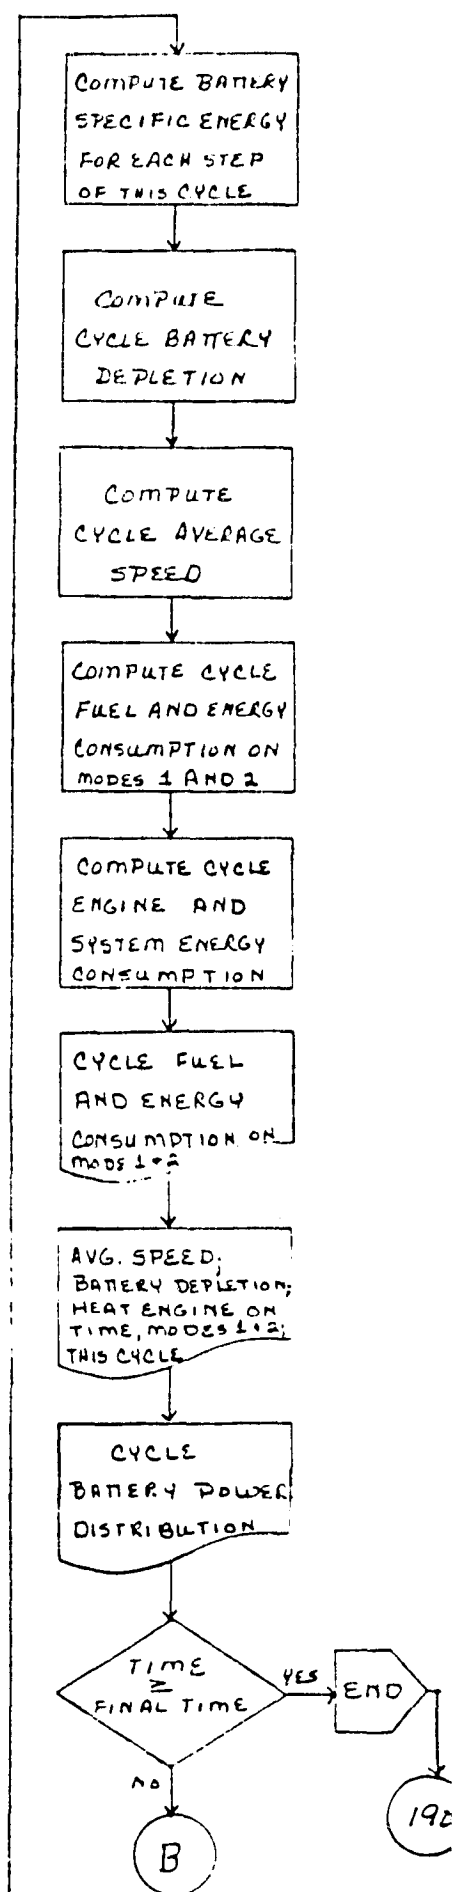 COMPUTE BATTERY
SPECIFIC ENERGY
FOR EACH STEP
OF THIS CYCLE
COMPUTE
CYCLE BATTERY
DEPLETION
COMPUTE
CYCLE AVERAGE
SPEED
COMPUTE CYCLE
FUEL AND ENERGY
CONSUMPTION ON
MODES 1 AND 2
COMPUTE CYCLE
ENGINE AND
SYSTEM ENERGY
CONSUMPTION
CYCLE FUEL
AND ENERGY
CONSUMPTION ON
MODE 1+2
AVG. SPEED;
BATTERY DEPLETION;
HEAT ENGINE ON
TIME, MODES 1+2;
THIS CYCLE
CYCLE
BATTERY POWER
DISTRIBUTION
TIME
≥
FINAL TIME
YES
END
NO
B